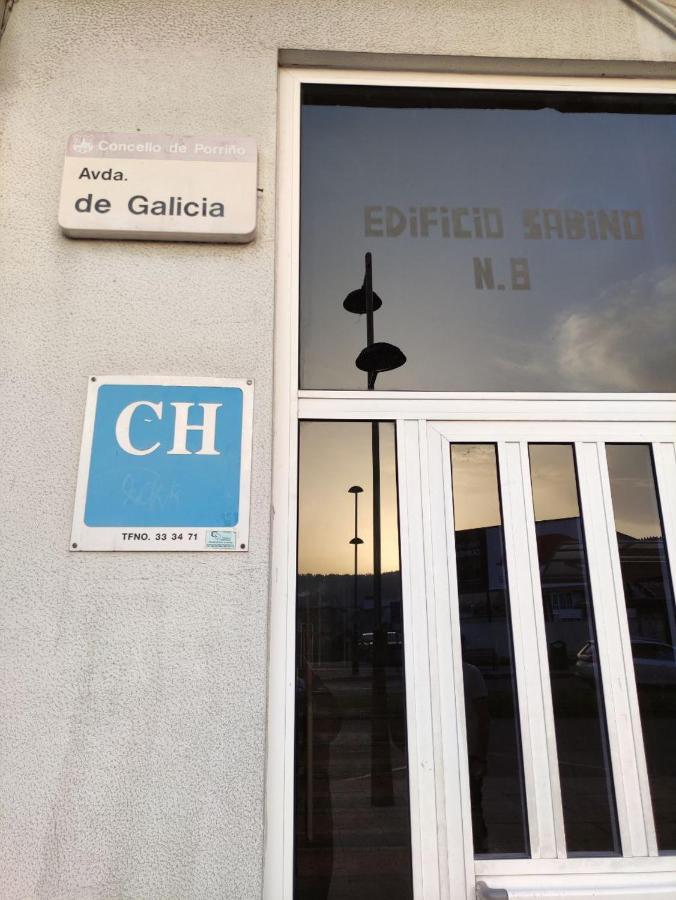 Concello de Porriño
Avda.
de Galicia
EDiFiCiO SABiNO
N.8
CH
TFNO. 33 34 71